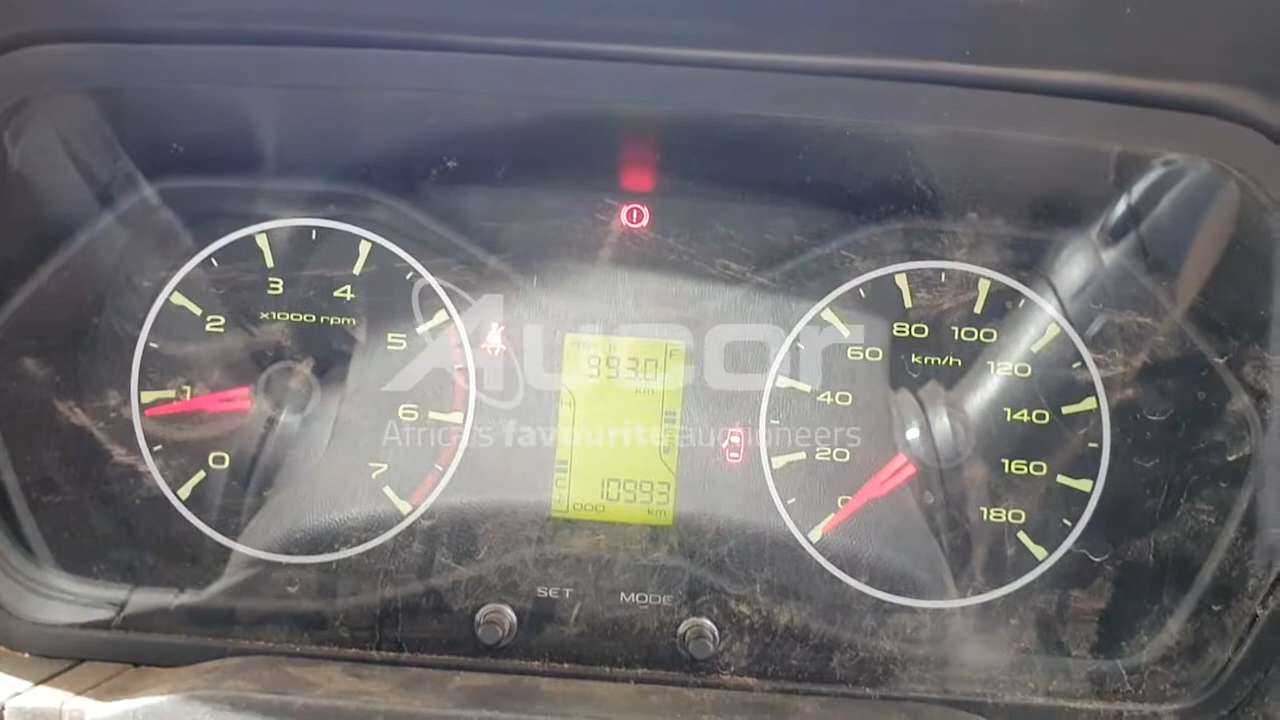 3
4
x1000 rpm
2
5
1
6
0
7
80
100
km/h
60
120
40
140
20
160
0
180
F
993.0
km
H
E
C
10993
000
km
SET
MODE
Aucor
Africa's favourite auctioneers